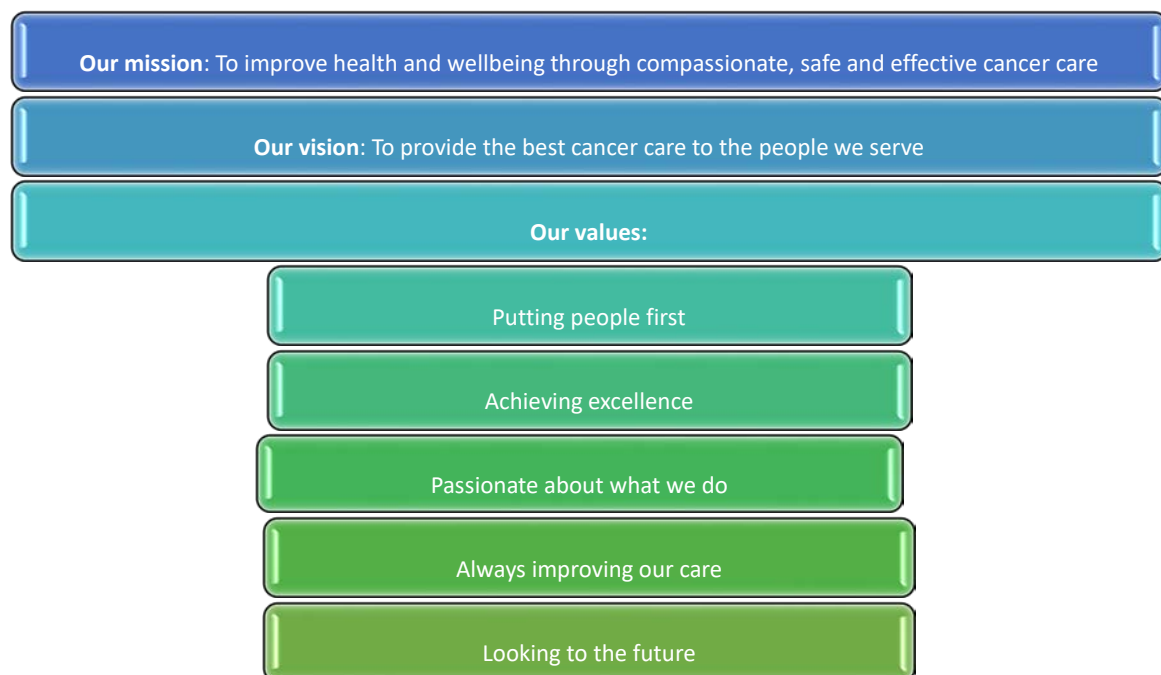 Our mission: To improve health and wellbeing through compassionate, safe and effective cancer care
Our vision: To provide the best cancer care to the people we serve
Our values:
Putting people first
Achieving excellence
Passionate about what we do
Always improving our care
Looking to the future